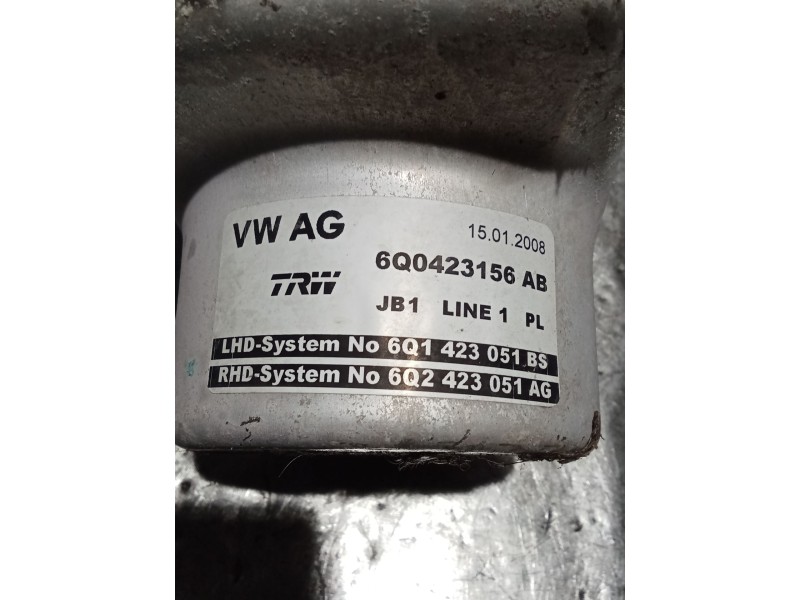 VW AG 15.01.2008
6Q0423156 AB
TRW
JB1 LINE 1 PL
LHD-System No 6Q1 423 051 BS
RHD-System No 6Q2 423 051 AG